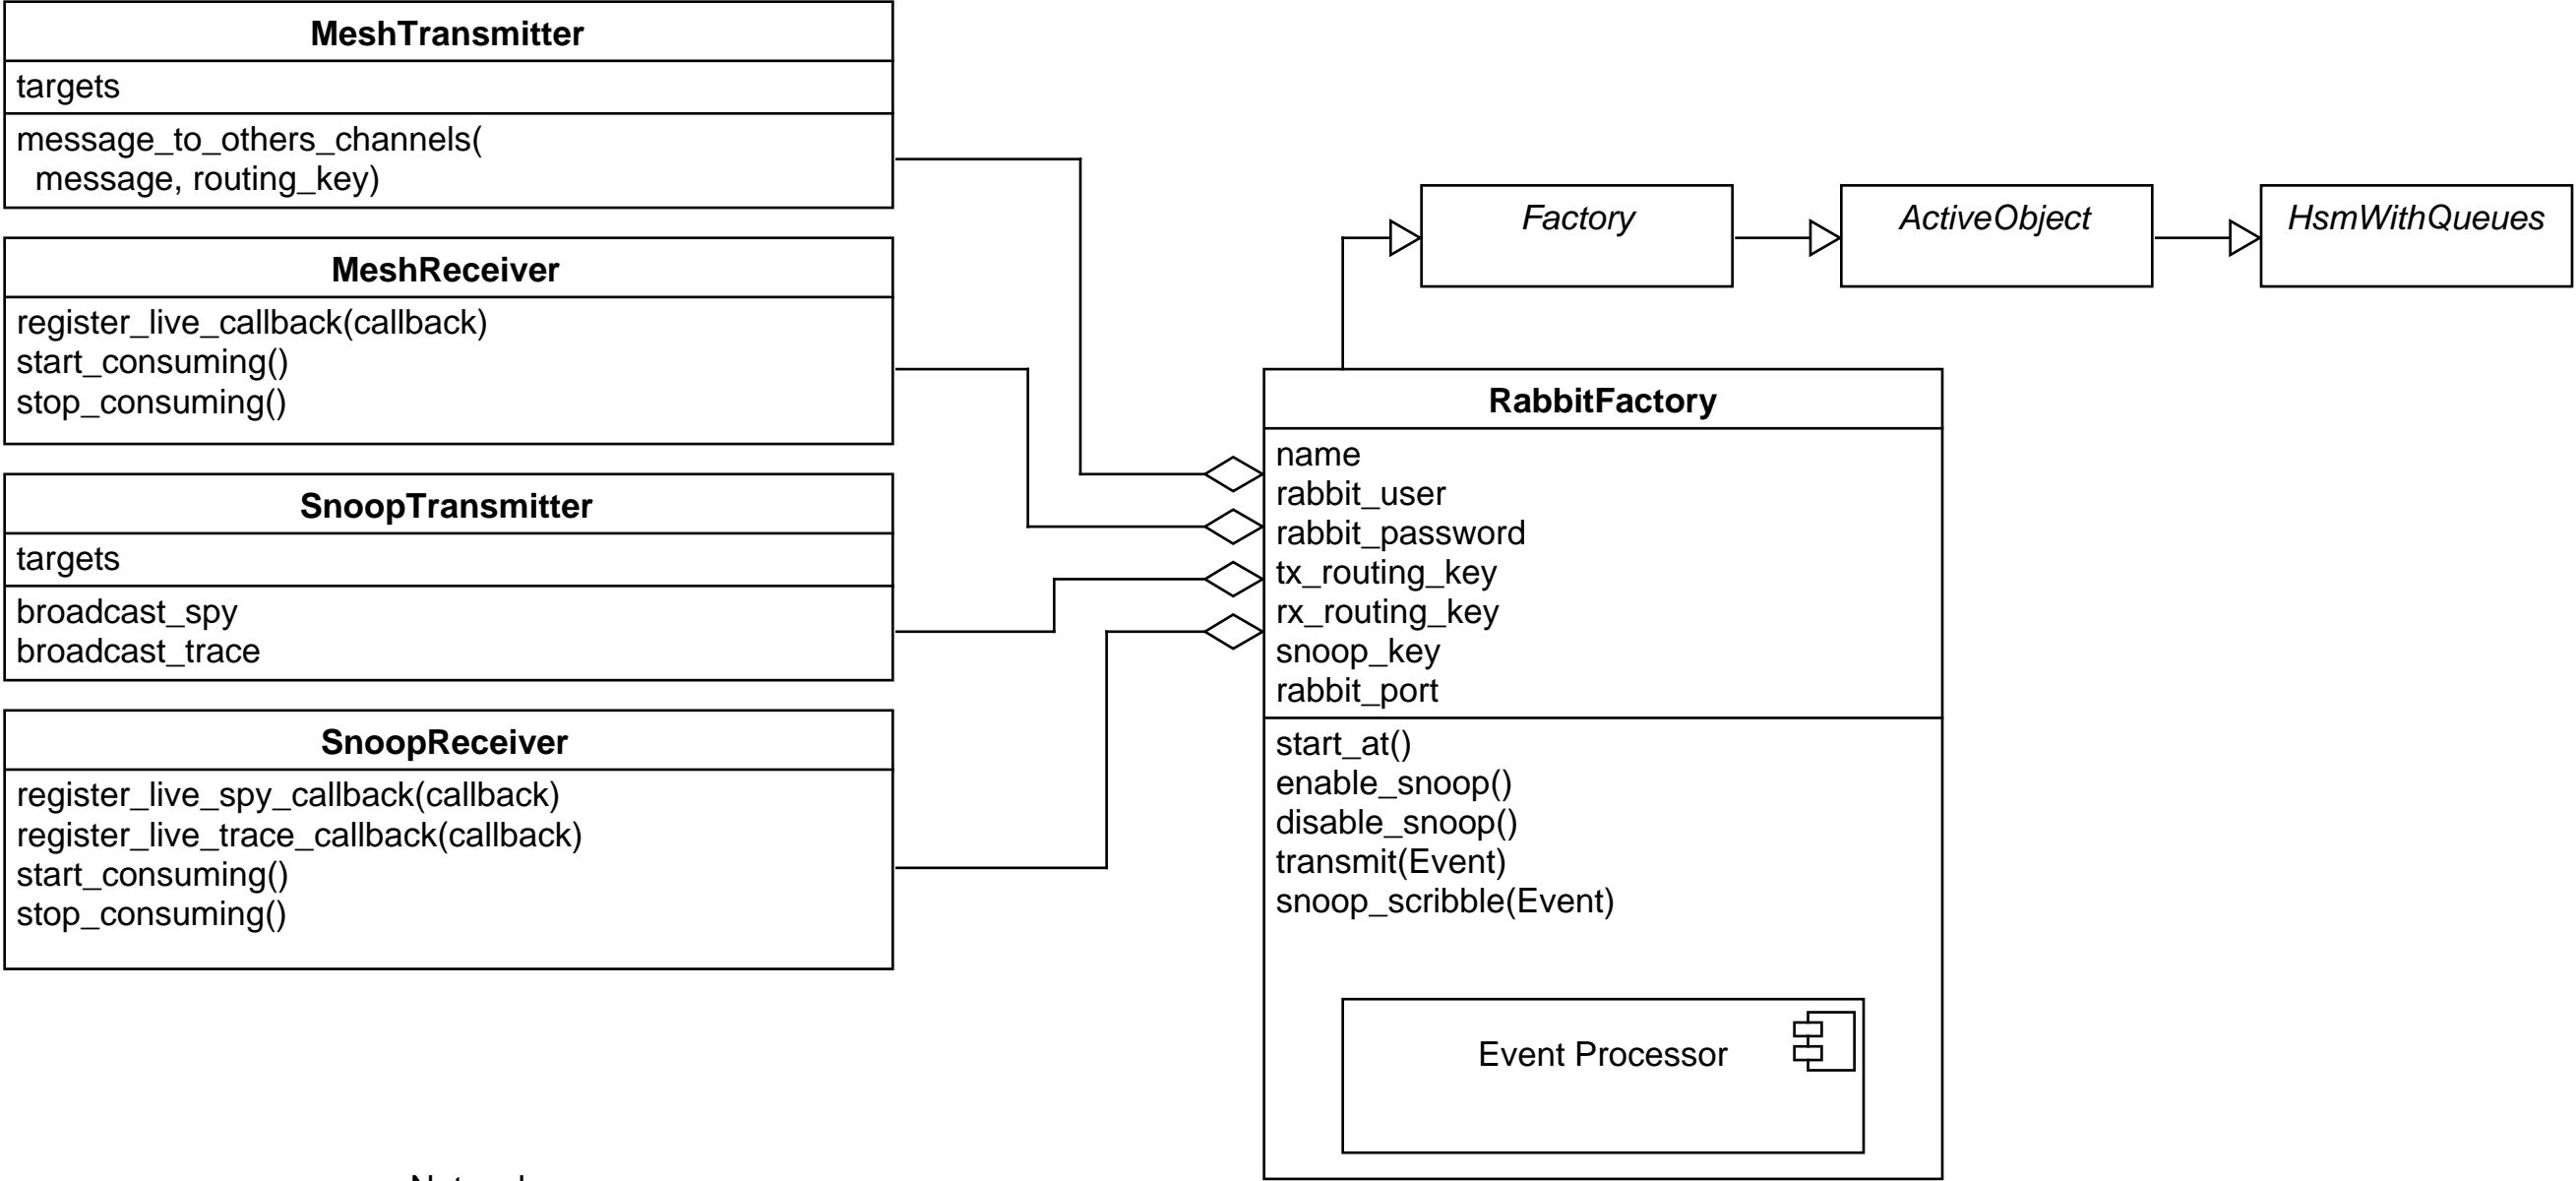 MeshTransmitter
targets
message_to_others_channels(
message, routing_key)
MeshReceiver
register_live_callback(callback)
start_consuming()
stop_consuming()
SnoopTransmitter
targets
broadcast_spy
broadcast_trace
SnoopReceiver
register_live_spy_callback(callback)
register_live_trace_callback(callback)
start_consuming()
stop_consuming()
Factory
ActiveObject
HsmWithQueues
RabbitFactory
name
rabbit_user
rabbit_password
tx_routing_key
rx_routing_key
snoop_key
rabbit_port
start_at()
enable_snoop()
disable_snoop()
transmit(Event)
snoop_scribble(Event)
Event Processor